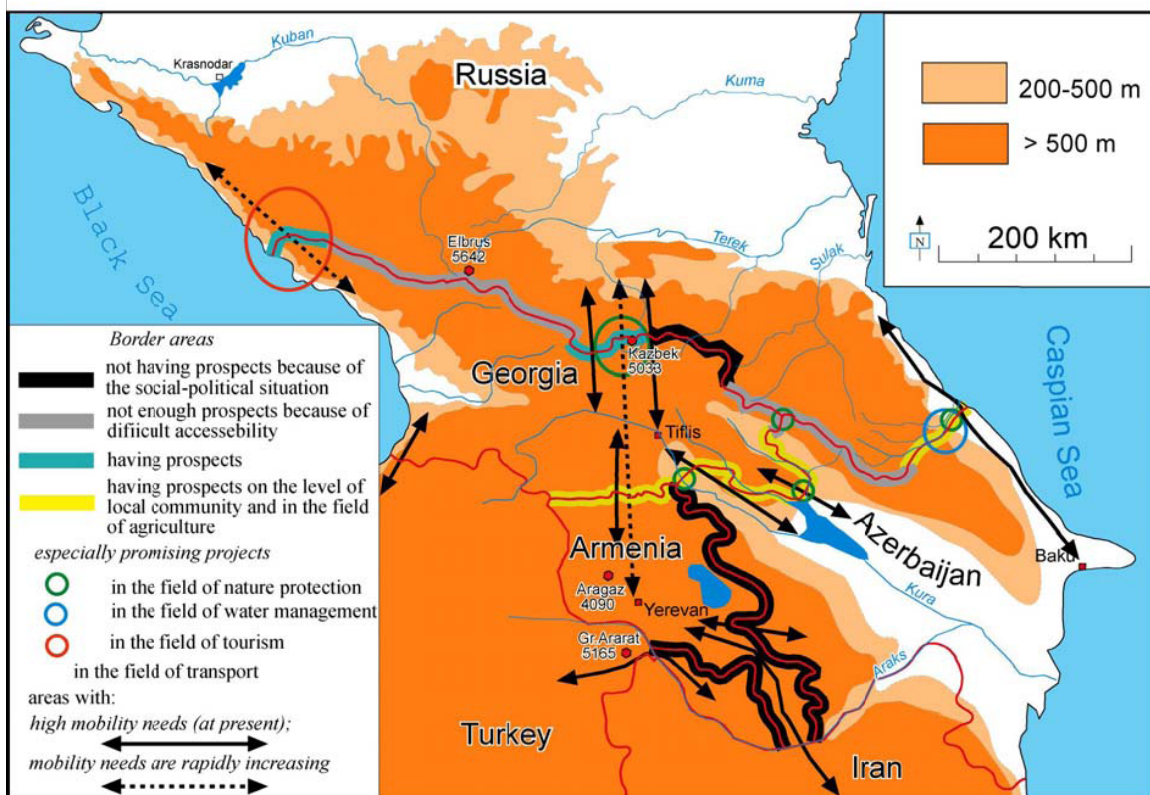 Krasnodar
Kuban
Russia
Kuma
200-500 m
> 500 m
N
200 km
Black Sea
Elbrus
5642
Terek
Sulak
Caspian Sea
Kazbek
5033
Georgia
Tiflis
Azerbaijan
Baku
Armenia
Aragaz
4090
Yerevan
Kura
Gr.Ararat
5165
Araks
Turkey
Iran
Border areas
not having prospects because of
the social-political situation
not enough prospects because of
difiicult accessebility
having prospects
having prospects on the level of
local community and in the field
of agriculture
especially promising projects
in the field of nature protection
in the field of water management
in the field of tourism
in the field of transport
areas with:
high mobility needs (at present);
mobility needs are rapidly increasing